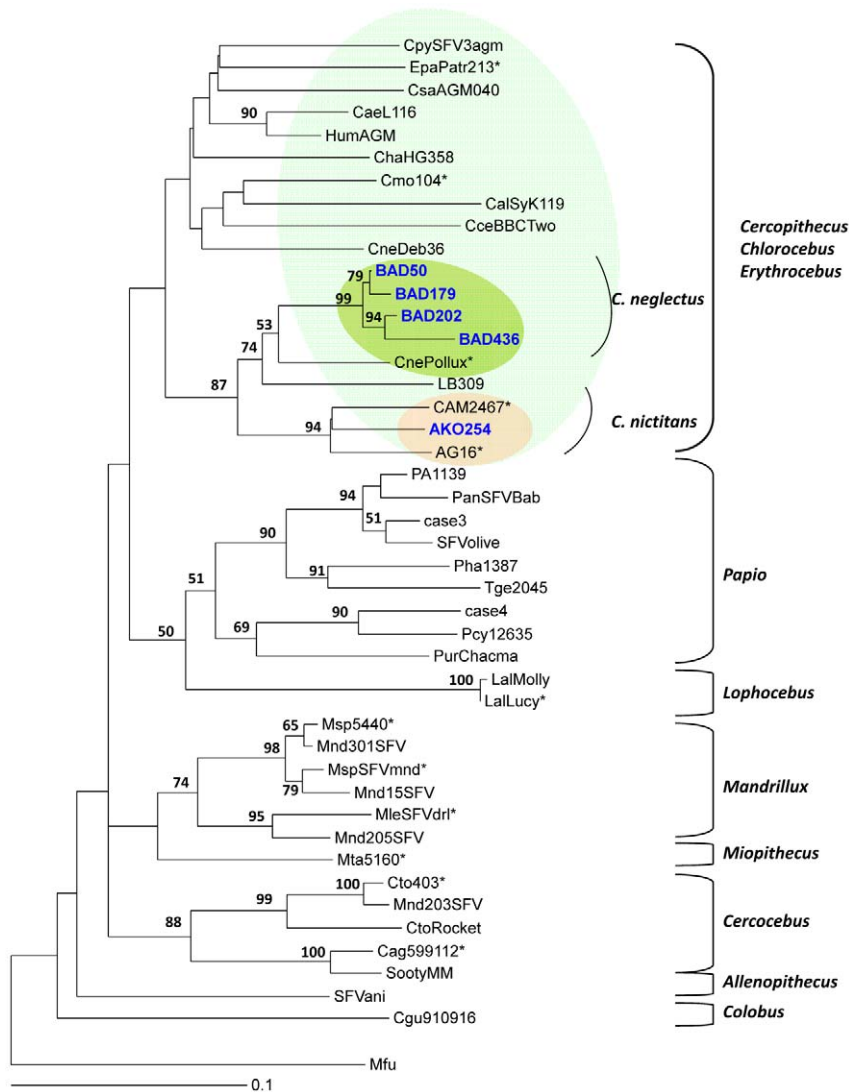 CpySFV3agm
EpaPatr213*
CsaAGM040
90
CaeL116
HumAGM
ChaHG358
Cmo104*
CalSyK119
CceBBCTwo
CneDeb36
Cercopithecus
Chlorocebus
Erythrocebus
79
BAD50
99
BAD179
94
BAD202
BAD436
C. neglectus
53
CnePollux*
74
LB309
87
CAM2467*
94
AKO254
AG16*
C. nictitans
PA1139
94
PanSFVBab
51
case3
SFVolive
90
Pha1387
91
Tge2045
51
case4
90
Pcy12635
69
PurChacma
50
Papio
100
LalMolly
LalLucy*
Lophocebus
65
Msp5440*
Mnd301SFV
98
MspSFVmnd*
79
Mnd15SFV
74
MleSFVdrl*
95
Mnd205SFV
Mandrillux
Mta5160*
Miopithecus
100
Cto403*
Mnd203SFV
99
CtoRocket
88
Cag599112*
100
SootyMM
Cercocebus
SFVani
Allenopithecus
Cgu910916
Colobus
Mfu
0.1